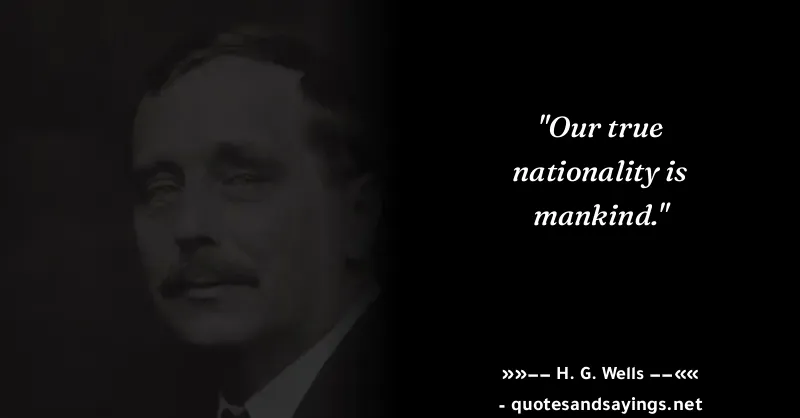 "Our true
nationality is
mankind."
»»–– H. G. Wells ––««
- quotesandsayings.net